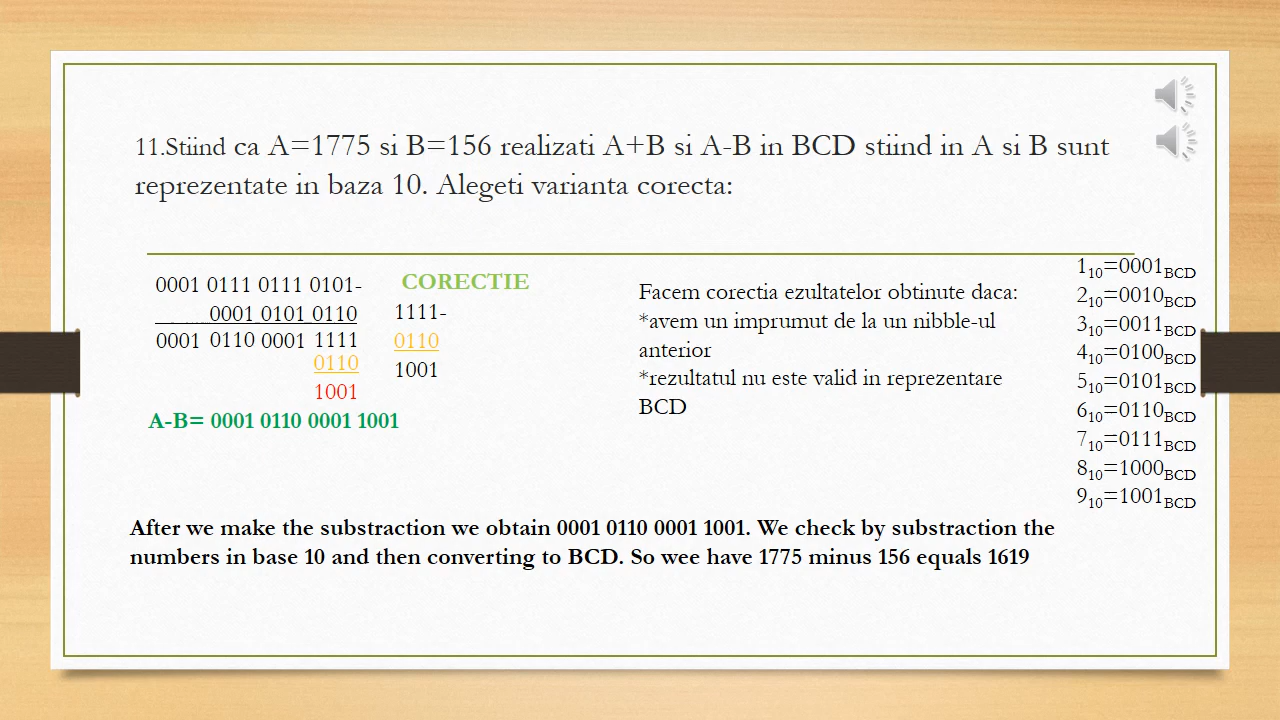 11.Stiind ca A=1775 si B=156 realizati A+B si A-B in BCD stiind in A si B sunt
reprezentate in baza 10. Alegeti varianta corecta:
0001 0111 0111 0101-
0001 0101 0110
0001 0110 0001 1111
0110
1001
A-B= 0001 0110 0001 1001
CORECTIE
1111-
0110
1001
Facem corectia ezultatelor obtinute daca:
*avem un imprumut de la un nibble-ul
anterior
*rezultatul nu este valid in reprezentare
BCD
1₁₀=0001BCD
2₁₀=0010BCD
3₁₀=0011BCD
4₁₀=0100BCD
5₁₀=0101BCD
6₁₀=0110BCD
7₁₀=0111BCD
8₁₀=1000BCD
9₁₀=1001BCD
After we make the substraction we obtain 0001 0110 0001 1001. We check by substraction the
numbers in base 10 and then converting to BCD. So wee have 1775 minus 156 equals 1619